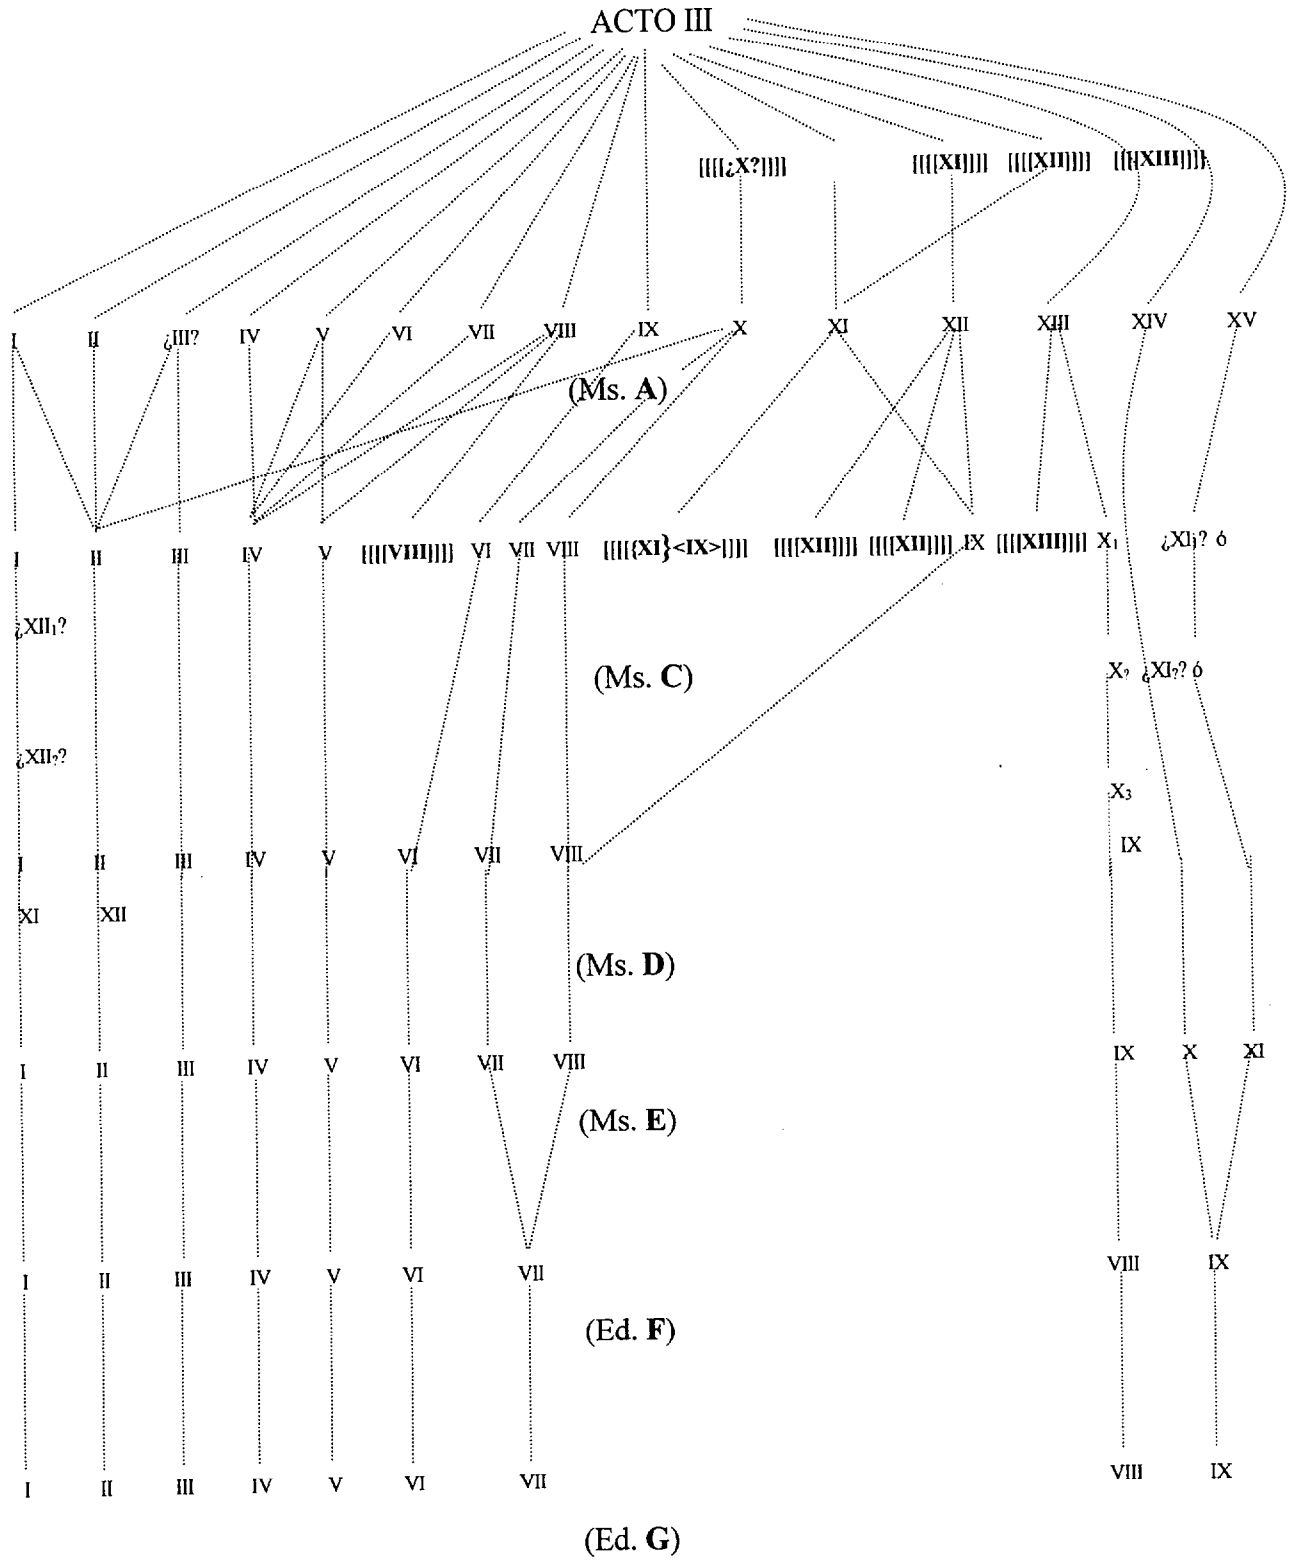 ACTO III
[[[[¿X?]]]] [[[[XI]]]] [[[[XII]]]] [[[[XIII]]]]
I II ¿III? IV V VI VII VIII IX X XI XII XIII XIV XV
(Ms. A)
I II III IV V [[[[VIII]]]] VI VII VIII [[[[{XI}<IX>]]]] [[[[XII]]]] [[[[XII]]]] IX [[[[XIII]]]] X₁ ¿XI₁? ó
¿XII₁?
(Ms. C) X₂ ¿XI₂? ó
¿XII₂?
X₃
I II III IV V VI VII VIII IX
XI XII
(Ms. D)
I II III IV V VI VII VIII IX X XI
(Ms. E)
I II III IV V VI VII VIII IX
(Ed. F)
I II III IV V VI VII VIII IX
(Ed. G)